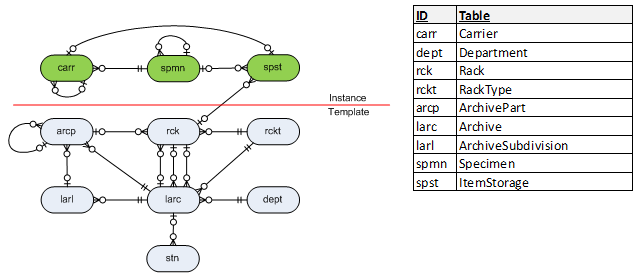 carr
spmn
spst
Instance
Template
arcp
rck
rckt
larl
larc
dept
stn
ID Table
carr Carrier
dept Department
rck Rack
rckt RackType
arcp ArchivePart
larc Archive
larl ArchiveSubdivision
spmn Specimen
spst ItemStorage